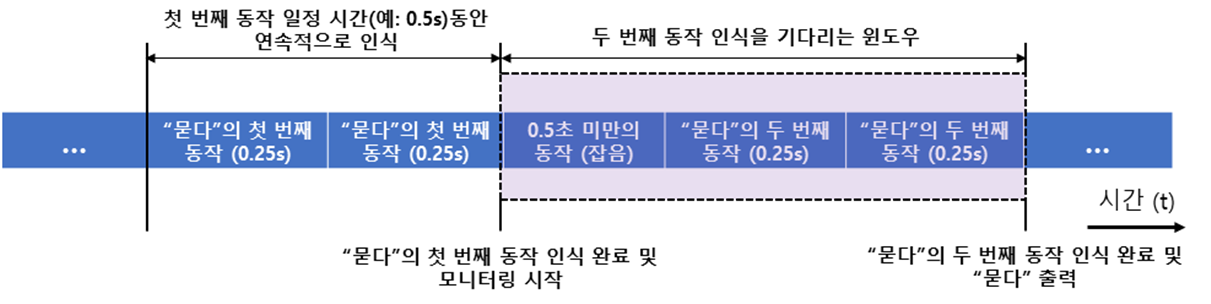 첫 번째 동작 일정 시간(예: 0.5s)동안
연속적으로 인식
두 번째 동작 인식을 기다리는 윈도우
...
“묻다”의 첫 번째
동작 (0.25s)
“묻다”의 첫 번째
동작 (0.25s)
0.5초 미만의
동작 (잡음)
“묻다”의 두 번째
동작 (0.25s)
“묻다”의 두 번째
동작 (0.25s)
...
시간 (t)
“묻다”의 첫 번째 동작 인식 완료 및
모니터링 시작
“묻다”의 두 번째 동작 인식 완료 및
“묻다” 출력